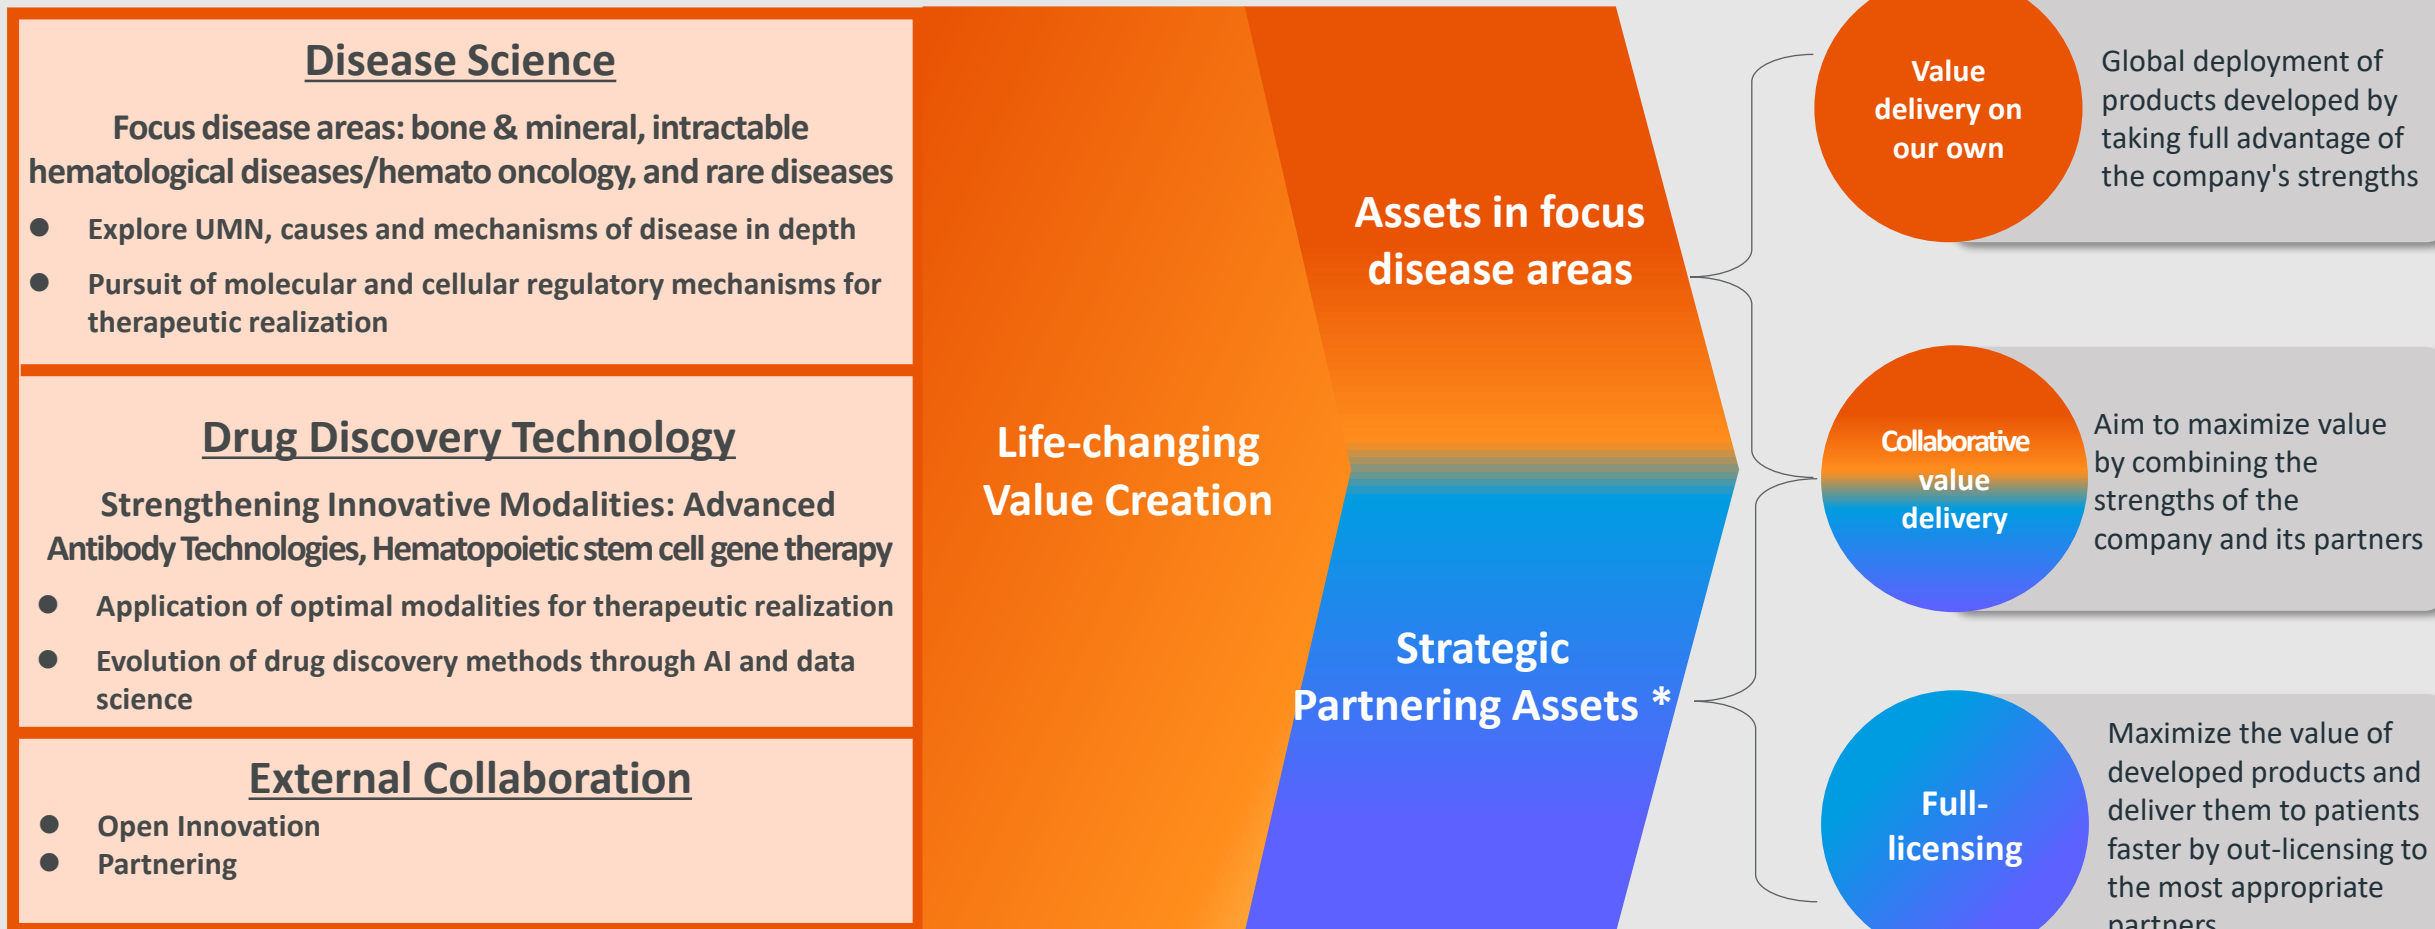 Disease Science
Focus disease areas: bone & mineral, intractable
hematological diseases/hemato oncology, and rare diseases
● Explore UMN, causes and mechanisms of disease in depth
● Pursuit of molecular and cellular regulatory mechanisms for
therapeutic realization
Drug Discovery Technology
Strengthening Innovative Modalities: Advanced
Antibody Technologies, Hematopoietic stem cell gene therapy
● Application of optimal modalities for therapeutic realization
● Evolution of drug discovery methods through AI and data
science
External Collaboration
● Open Innovation
● Partnering
Life-changing
Value Creation
Assets in focus
disease areas
Strategic
Partnering Assets *
Value
delivery on
our own
Global deployment of
products developed by
taking full advantage of
the company's strengths
Collaborative
value
delivery
Aim to maximize value
by combining the
strengths of the
company and its partners
Full-
licensing
Maximize the value of
developed products and
deliver them to patients
faster by out-licensing to
the most appropriate
partners